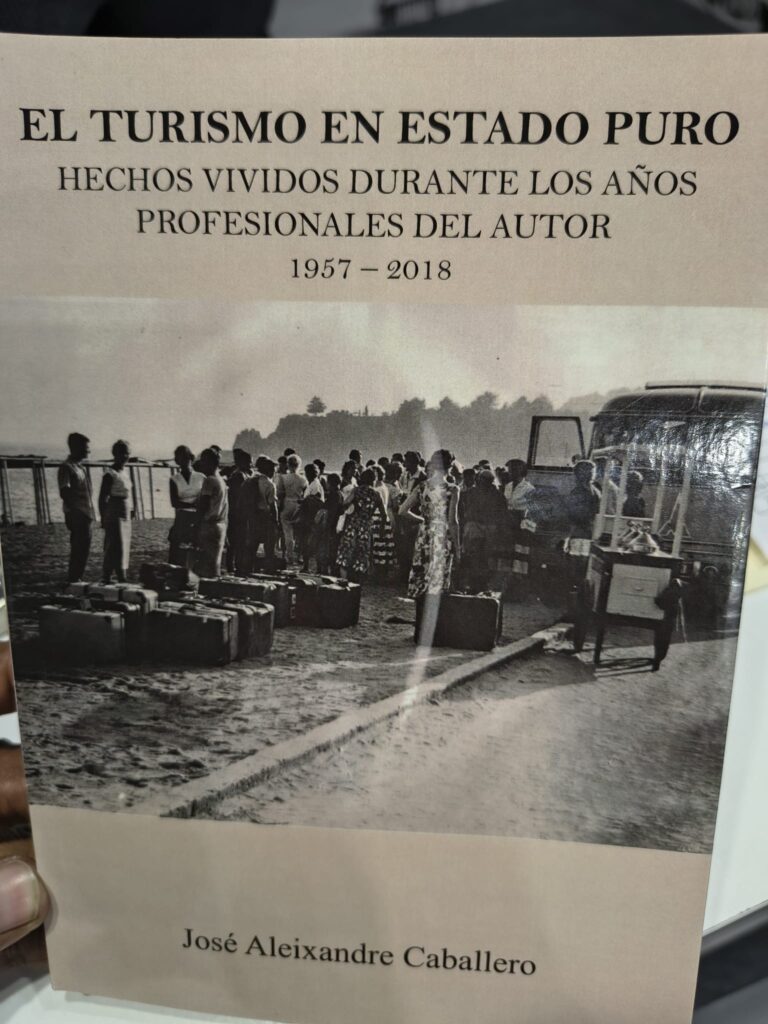 EL TURISMO EN ESTADO PURO
HECHOS VIVIDOS DURANTE LOS AÑOS
PROFESIONALES DEL AUTOR
1957 – 2018
José Aleixandre Caballero